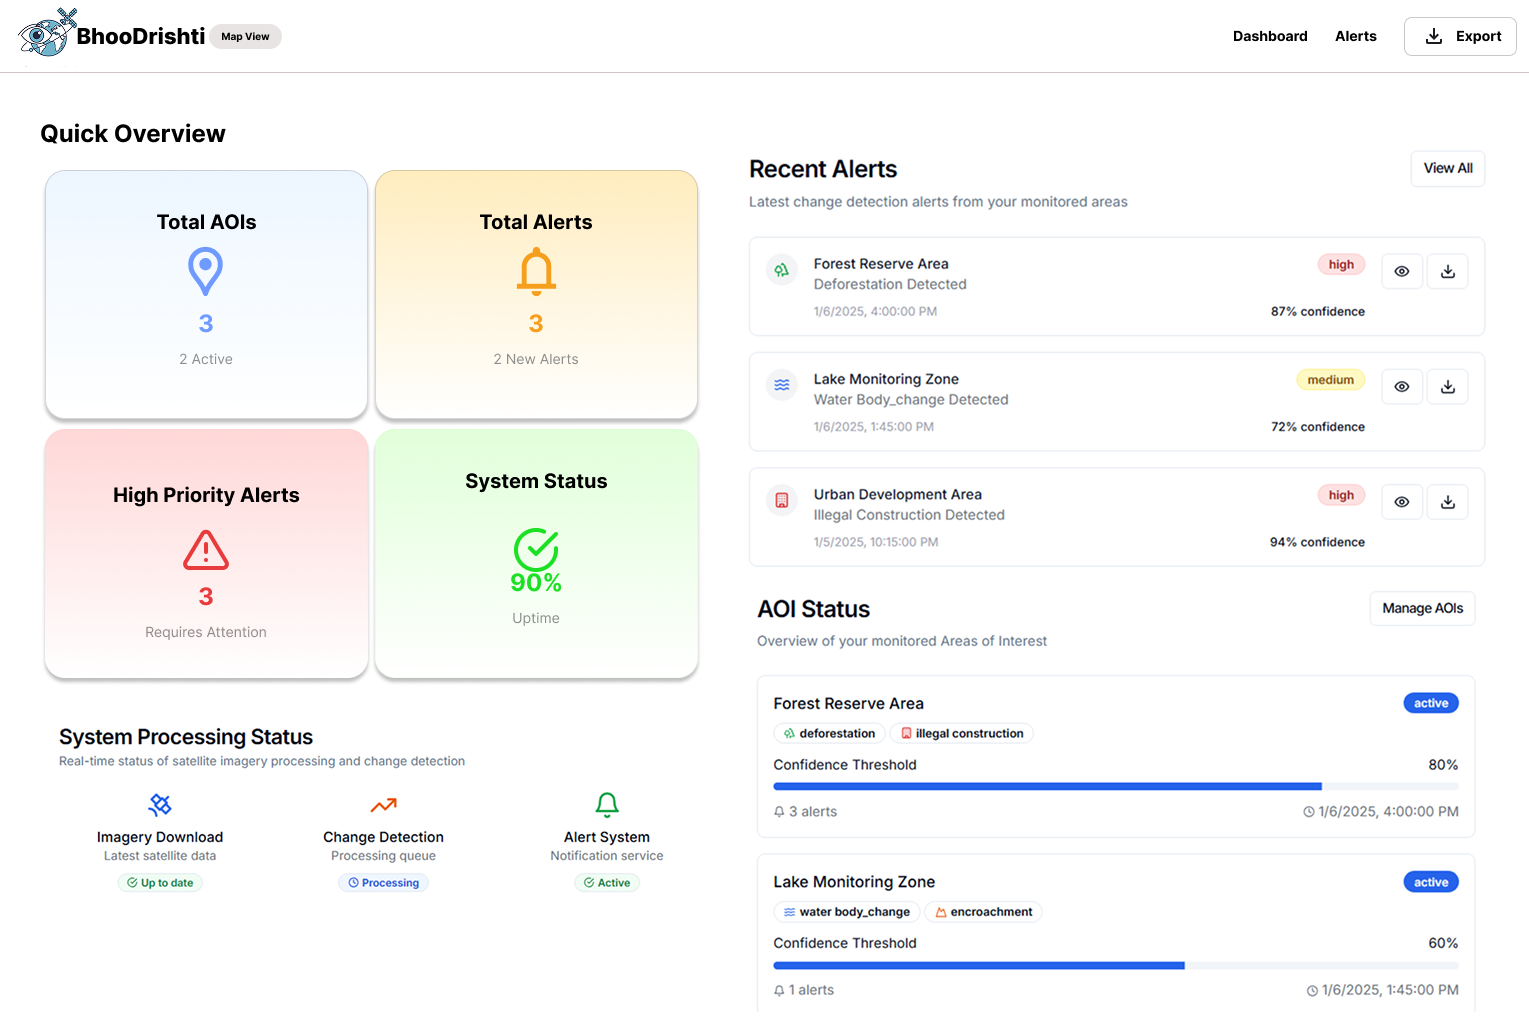 BhooDrishti
Map View
Dashboard
Alerts
Export
Quick Overview
Total AOIs
3
2 Active
Total Alerts
3
2 New Alerts
High Priority Alerts
3
Requires Attention
System Status
90%
Uptime
System Processing Status
Real-time status of satellite imagery processing and change detection
Imagery Download
Latest satellite data
Up to date
Change Detection
Processing queue
Processing
Alert System
Notification service
Active
Recent Alerts
View All
Latest change detection alerts from your monitored areas
Forest Reserve Area
high
Deforestation Detected
1/6/2025, 4:00:00 PM
87% confidence
Lake Monitoring Zone
medium
Water Body_change Detected
1/6/2025, 1:45:00 PM
72% confidence
Urban Development Area
high
Illegal Construction Detected
1/5/2025, 10:15:00 PM
94% confidence
AOI Status
Manage AOIs
Overview of your monitored Areas of Interest
Forest Reserve Area
active
deforestation
illegal construction
Confidence Threshold
80%
3 alerts
1/6/2025, 4:00:00 PM
Lake Monitoring Zone
active
water body_change
encroachment
Confidence Threshold
60%
1 alerts
1/6/2025, 1:45:00 PM